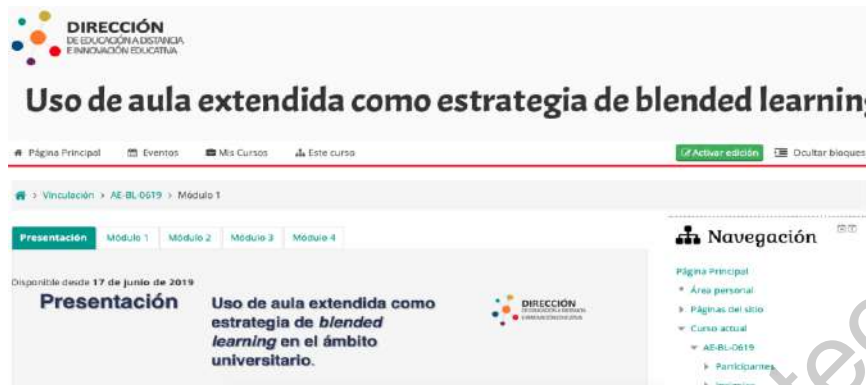 DIRECCIÓN
DE EDUCACIÓN A DISTANCIA
E INNOVACIÓN EDUCATIVA
Uso de aula extendida como estrategia de blended learning
Página Principal Eventos Mis Cursos Este curso Activar edición Ocultar bloques
> Vinculación > AE-BL-0619 > Módulo 1
Presentación Módulo 1 Módulo 2 Módulo 3 Módulo 4
Disponible desde 17 de junio de 2019
Presentación
Uso de aula extendida como
estrategia de blended
learning en el ámbito
universitario.
DIRECCIÓN
Navegación
Página Principal
Área personal
Páginas del sitio
Curso actual
AE-BL-0619
Participantes